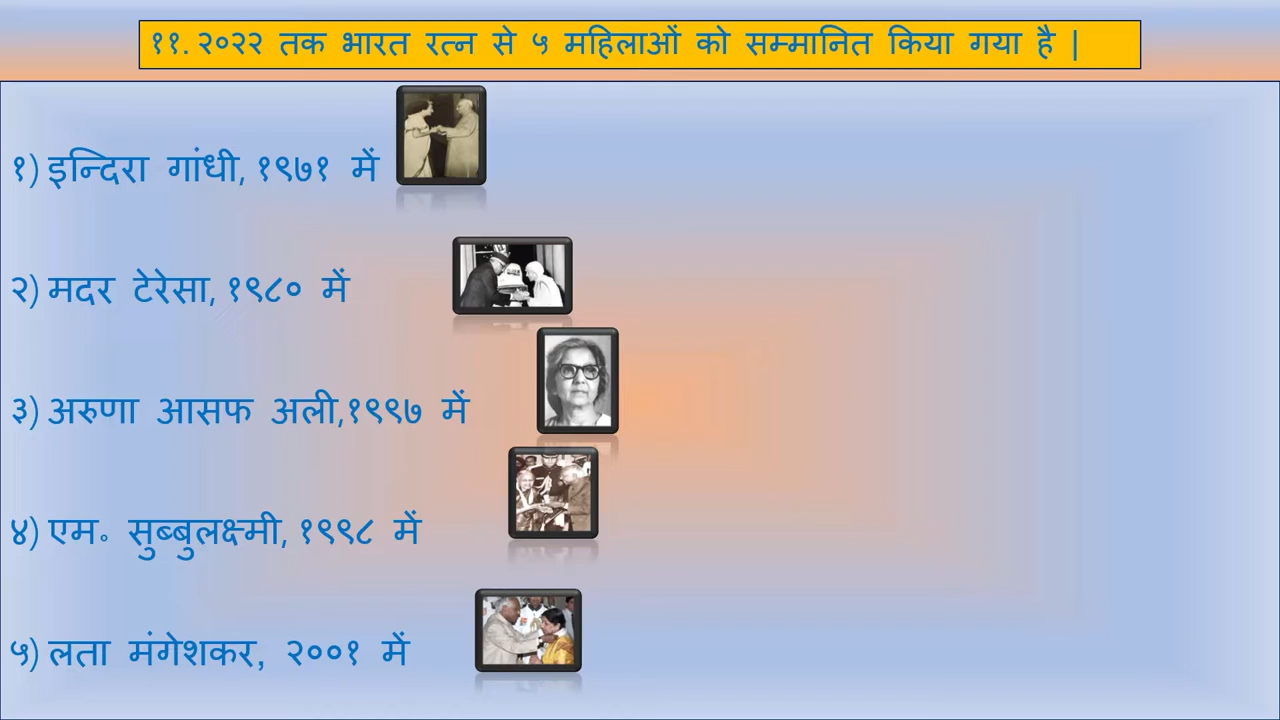 ११. २०२२ तक भारत रत्न से ५ महिलाओं को सम्मानित किया गया है |
१) इन्दिरा गांधी, १९७१ में
२) मदर टेरेसा, १९८० में
३) अरुणा आसफ अली,१९९७ में
४) एम॰ सुब्बुलक्ष्मी, १९९८ में
५) लता मंगेशकर, २००१ में